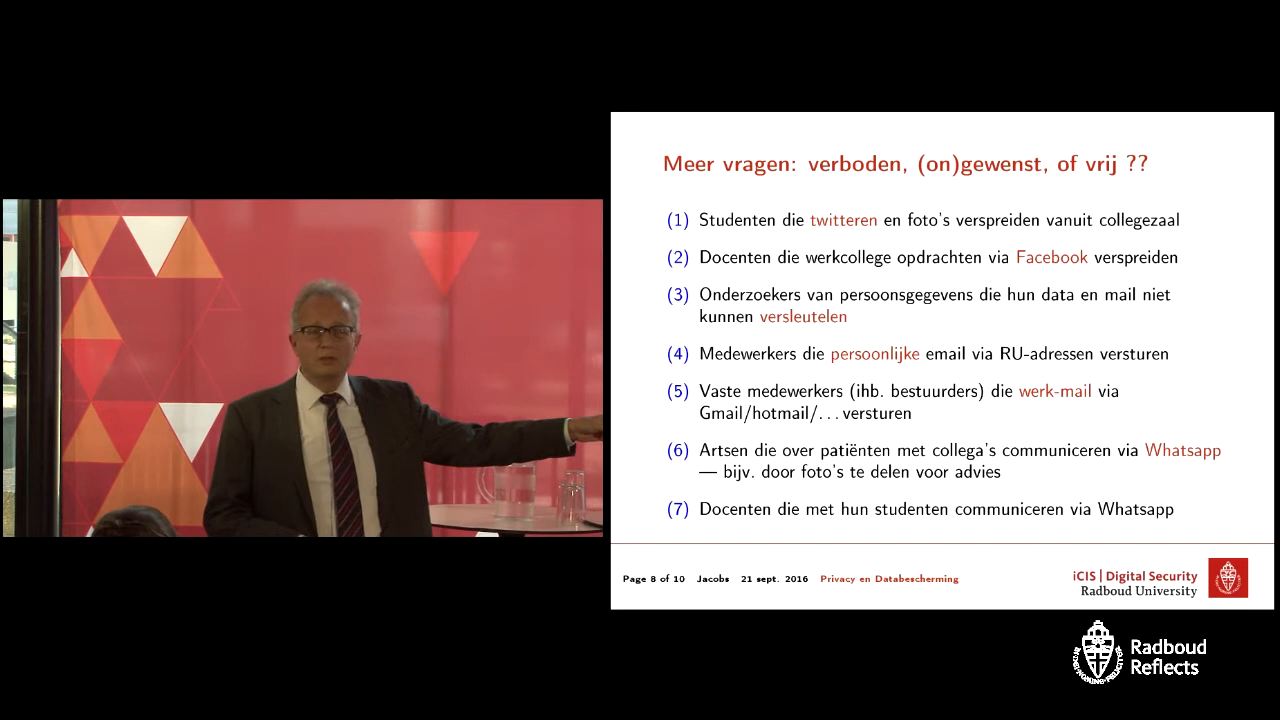 Meer vragen: verboden, (on)gewenst, of vrij ??
(1) Studenten die twitteren en foto's verspreiden vanuit collegezaal
(2) Docenten die werkcollege opdrachten via Facebook verspreiden
(3) Onderzoekers van persoonsgegevens die hun data en mail niet
kunnen versleutelen
(4) Medewerkers die persoonlijke email via RU-adressen versturen
(5) Vaste medewerkers (ihb. bestuurders) die werk-mail via
Gmail/hotmail/... versturen
(6) Artsen die over patiënten met collega's communiceren via Whatsapp
— bijv. door foto's te delen voor advies
(7) Docenten die met hun studenten communiceren via Whatsapp
Page 8 of 10 Jacobs 21 sept. 2016 Privacy en Databescherming
iCIS | Digital Security
Radboud University
Radboud
Reflects